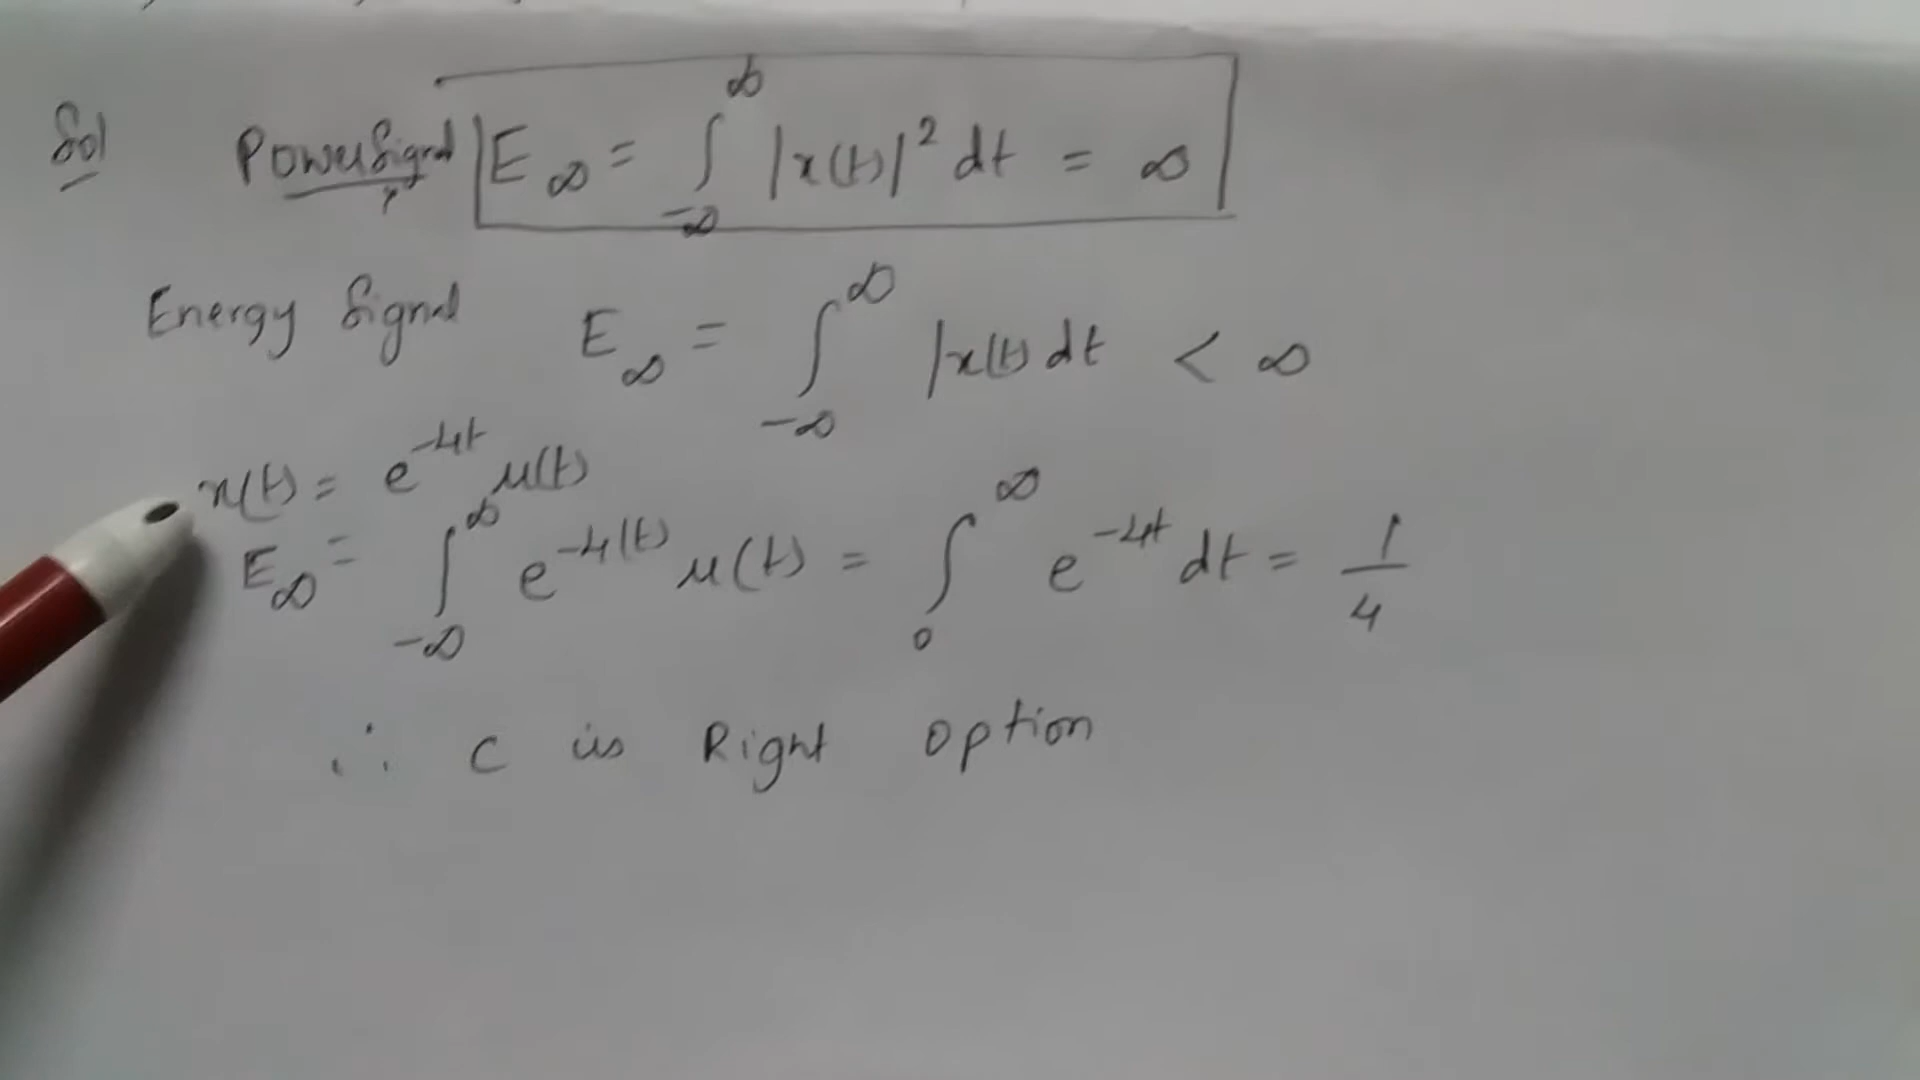 Sol Power Signal E∞ = ∫_{-∞}^{∞} |x(t)|² dt = ∞
Energy Signal E∞ = ∫_{-∞}^{∞} |x(t) dt < ∞
x(t) = e^{-4t} u(t)
E∞ = ∫_{-∞}^{∞} e^{-4(t)} u(t) = ∫_{0}^{∞} e^{-4t} dt = 1/4
∴ C is Right option